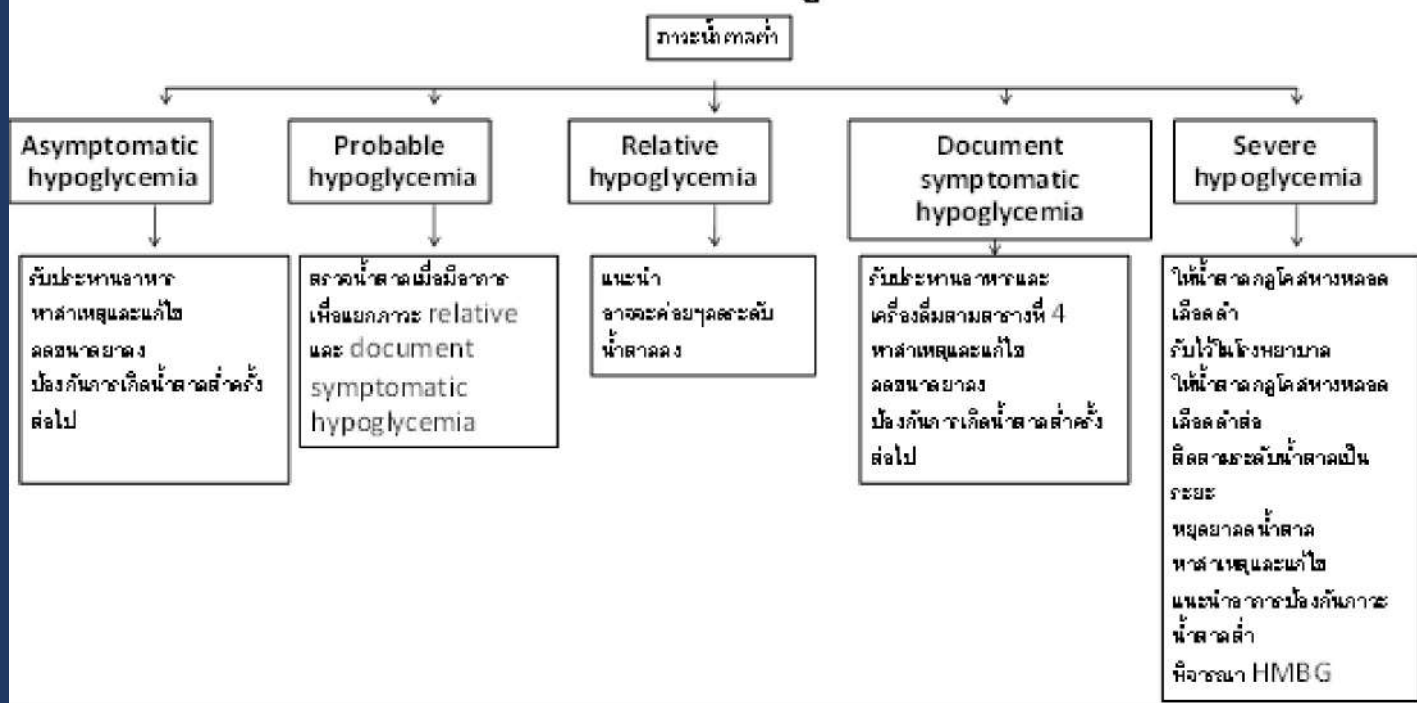 ภาวะน้ำตาลต่ำ
Asymptomatic
hypoglycemia
Probable
hypoglycemia
Relative
hypoglycemia
Document
symptomatic
hypoglycemia
Severe
hypoglycemia
รับประทานอาหาร
หาสาเหตุและแก้ไข
ลดขนาดยาลง
ป้องกันการเกิดน้ำตาลต่ำครั้ง
ต่อไป
ตรวจน้ำตาลเมื่อมีอาการ
เพื่อแยกภาวะ relative
และ document
symptomatic
hypoglycemia
แนะนำ
อาจจะค่อยๆลดระดับ
น้ำตาลลง
รับประทานอาหารและ
เครื่องดื่มตามตารางที่ 4
หาสาเหตุและแก้ไข
ลดขนาดยาลง
ป้องกันการเกิดน้ำตาลต่ำครั้ง
ต่อไป
ให้น้ำตาลกลูโคสทางหลอด
เลือดดำ
รับไว้ในโรงพยาบาล
ให้น้ำตาลกลูโคสทางหลอด
เลือดดำต่อ
ติดตามระดับน้ำตาลเป็น
ระยะ
หยุดยาลดน้ำตาล
หาสาเหตุและแก้ไข
แนะนำอาการป้องกันภาวะ
น้ำตาลต่ำ
พิจารณา HMBG